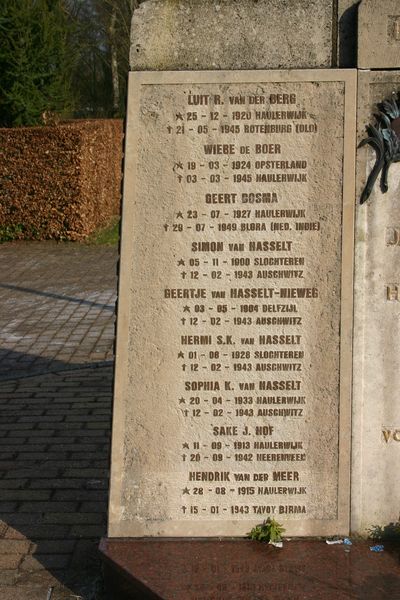 LUIT R. VAN DER BERG
★ 25 - 12 - 1920 HAULERWIJK
† 21 - 05 - 1945 ROTENBURG (DLD)
WIEBE DE BOER
★ 19 - 03 - 1924 OPSTERLAND
† 03 - 03 - 1945 HAULERWIJK
GEERT BOSMA
★ 23 - 07 - 1927 HAULERWIJK
† 29 - 07 - 1949 BLORA (NED. INDIE)
SIMON VAN HASSELT
★ 05 - 11 - 1900 SLOCHTEREN
† 12 - 02 - 1943 AUSCHWITZ
GEERTJE VAN HASSELT-NIEWEG
★ 03 - 05 - 1904 DELFZIJL
† 12 - 02 - 1943 AUSCHWITZ
HERMI S.K. VAN HASSELT
★ 01 - 08 - 1928 SLOCHTEREN
† 12 - 02 - 1943 AUSCHWITZ
SOPHIA K. VAN HASSELT
★ 20 - 04 - 1933 HAULERWIJK
† 12 - 02 - 1943 AUSCHWITZ
SAKE J. HOF
★ 11 - 09 - 1913 HAULERWIJK
† 20 - 09 - 1942 HEERENVEEN
HENDRIK VAN DER MEER
★ 28 - 08 - 1915 HAULERWIJK
† 15 - 01 - 1943 TAVOY BIRMA